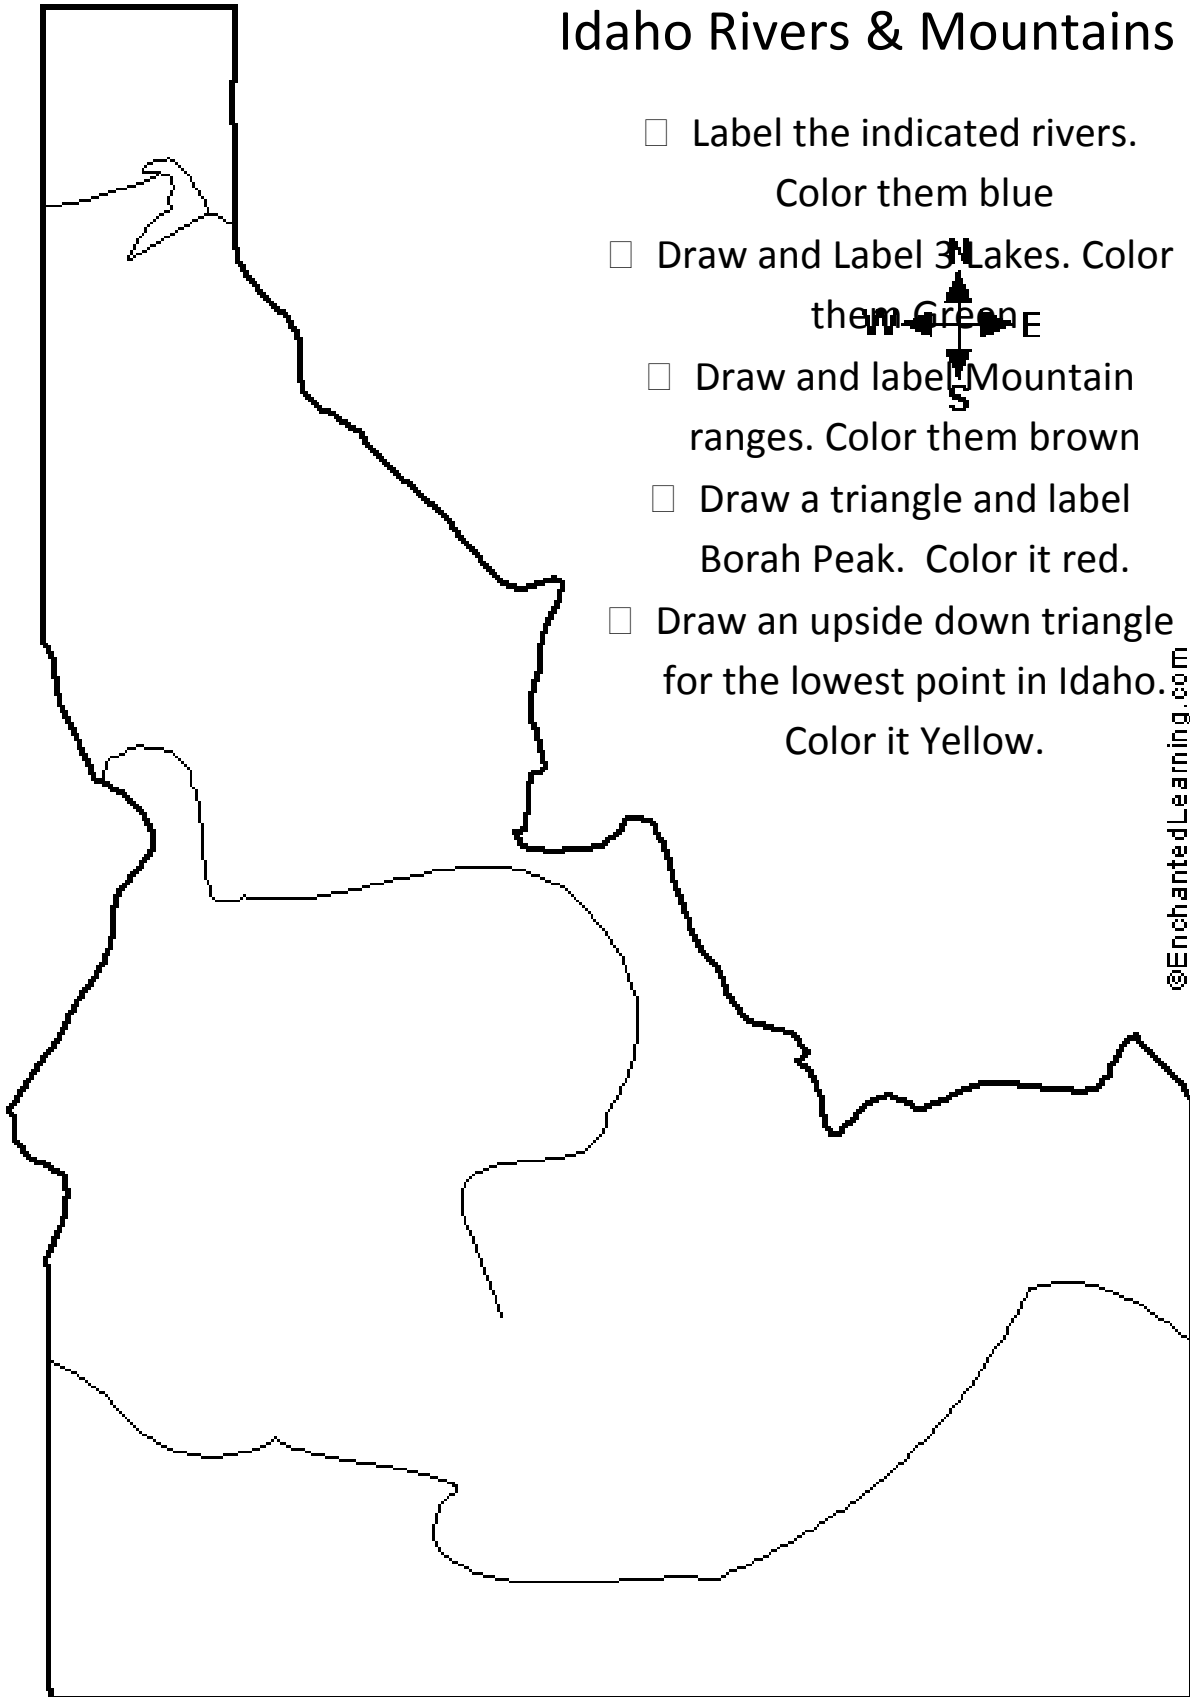 Idaho Rivers & Mountains
□ Label the indicated rivers.
Color them blue
□ Draw and Label 3 Lakes. Color
them Green
□ Draw and label Mountain
ranges. Color them brown
□ Draw a triangle and label
Borah Peak. Color it red.
□ Draw an upside down triangle
for the lowest point in Idaho.
Color it Yellow.
N
W E
S
©EnchantedLearning.com